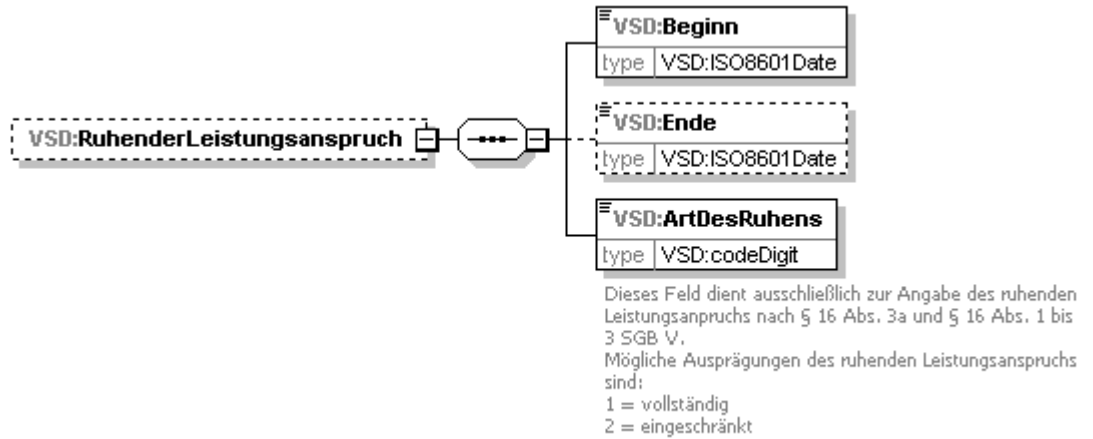 VSD:Beginn
type VSD:ISO8601Date
VSD:RuhenderLeistungsanspruch
VSD:Ende
type VSD:ISO8601Date
VSD:ArtDesRuhens
type VSD:codeDigit
Dieses Feld dient ausschließlich zur Angabe des ruhenden
Leistungsanpruchs nach § 16 Abs. 3a und § 16 Abs. 1 bis
3 SGB V.
Mögliche Ausprägungen des ruhenden Leistungsanspruchs
sind:
1 = vollständig
2 = eingeschränkt